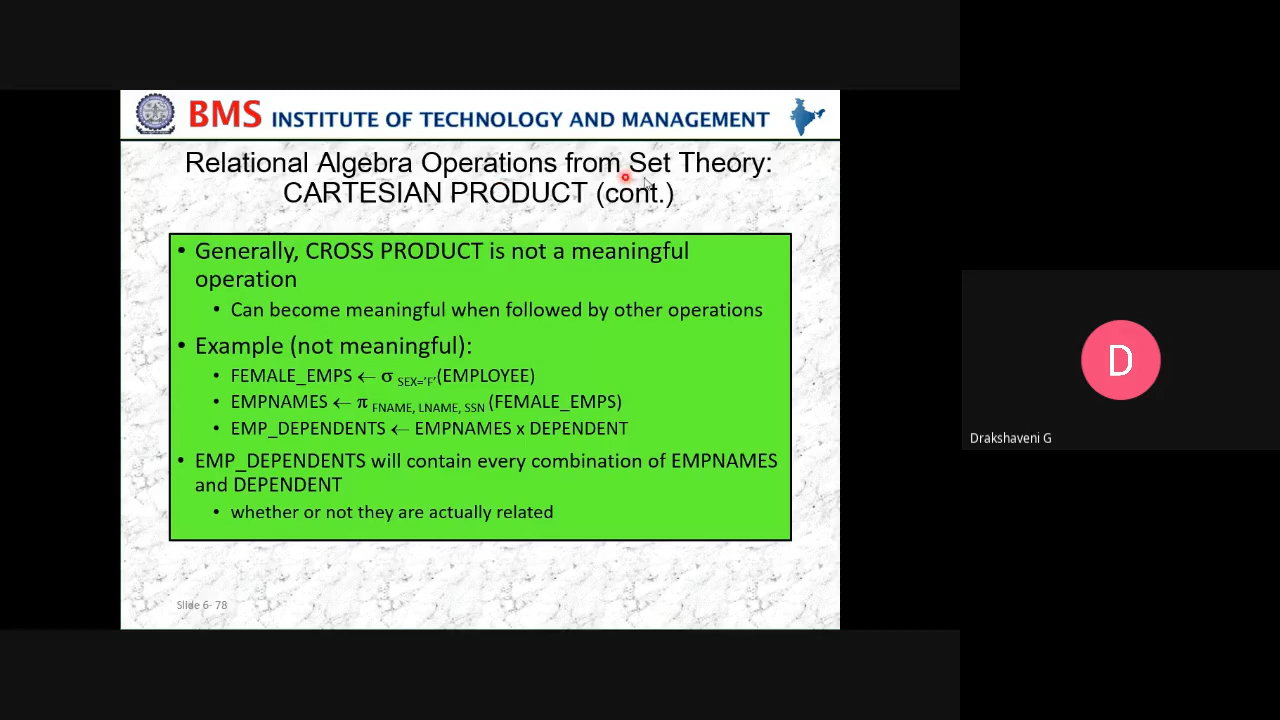 BMS INSTITUTE OF TECHNOLOGY AND MANAGEMENT
Relational Algebra Operations from Set Theory:
CARTESIAN PRODUCT (cont.)
• Generally, CROSS PRODUCT is not a meaningful
operation
• Can become meaningful when followed by other operations
• Example (not meaningful):
• FEMALE_EMPS ← σ SEX='F'(EMPLOYEE)
• EMPNAMES ← π FNAME, LNAME, SSN (FEMALE_EMPS)
• EMP_DEPENDENTS ← EMPNAMES x DEPENDENT
• EMP_DEPENDENTS will contain every combination of EMPNAMES
and DEPENDENT
• whether or not they are actually related
Slide 6- 78
D
Drakshaveni G